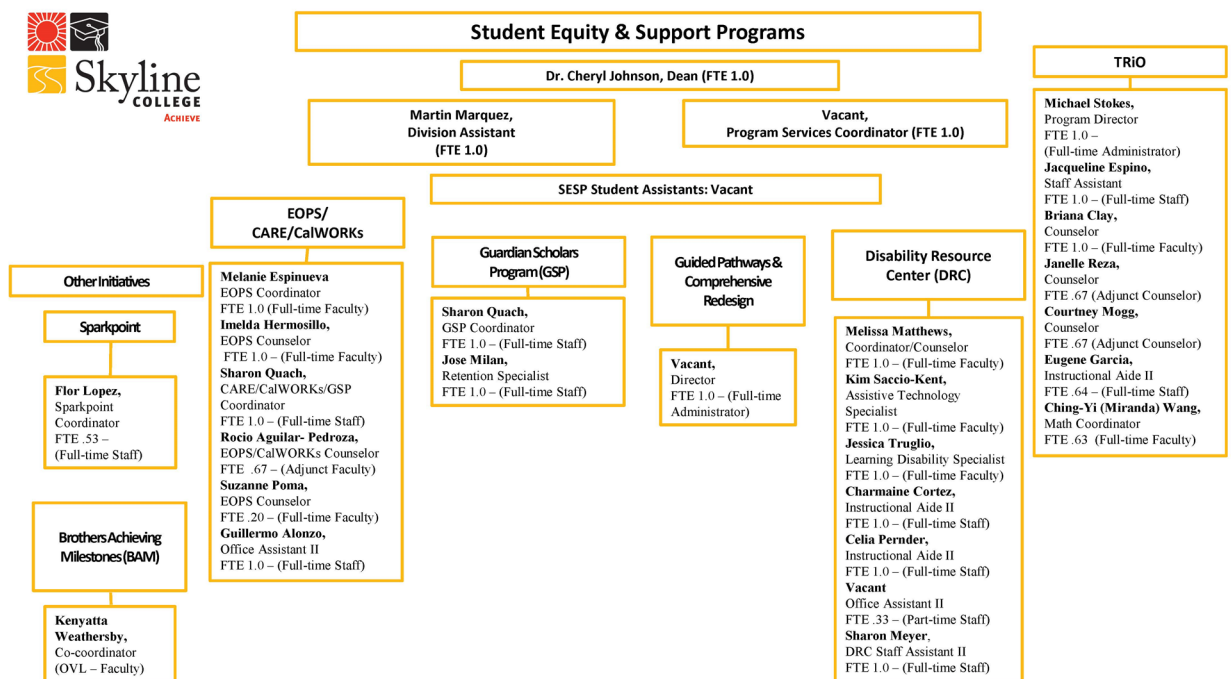 Skyline
COLLEGE
ACHIEVE
Student Equity & Support Programs
Dr. Cheryl Johnson, Dean (FTE 1.0)
Martin Marquez,
Division Assistant
(FTE 1.0)
Vacant,
Program Services Coordinator (FTE 1.0)
SESP Student Assistants: Vacant
Other Initiatives
Sparkpoint
Flor Lopez,
Sparkpoint
Coordinator
FTE .53 –
(Full-time Staff)
Brothers Achieving
Milestones (BAM)
Kenyatta
Weathersby,
Co-coordinator
(OVL – Faculty)
EOPS/
CARE/CalWORKs
Melanie Espinueva
EOPS Coordinator
FTE 1.0 (Full-time Faculty)
Imelda Hermosillo,
EOPS Counselor
FTE 1.0 – (Full-time Faculty)
Sharon Quach,
CARE/CalWORKs/GSP
Coordinator
FTE 1.0 – (Full-time Staff)
Rocio Aguilar- Pedroza,
EOPS/CalWORKs Counselor
FTE .67 – (Adjunct Faculty)
Suzanne Poma,
EOPS Counselor
FTE .20 – (Full-time Faculty)
Guillermo Alonzo,
Office Assistant II
FTE 1.0 – (Full-time Staff)
Guardian Scholars
Program (GSP)
Sharon Quach,
GSP Coordinator
FTE 1.0 – (Full-time Staff)
Jose Milan,
Retention Specialist
FTE 1.0 – (Full-time Staff)
Guided Pathways &
Comprehensive
Redesign
Vacant,
Director
FTE 1.0 – (Full-time
Administrator)
Disability Resource
Center (DRC)
Melissa Matthews,
Coordinator/Counselor
FTE 1.0 – (Full-time Faculty)
Kim Saccio-Kent,
Assistive Technology
Specialist
FTE 1.0 – (Full-time Faculty)
Jessica Truglio,
Learning Disability Specialist
FTE 1.0 – (Full-time Faculty)
Charmaine Cortez,
Instructional Aide II
FTE 1.0 – (Full-time Staff)
Celia Pernder,
Instructional Aide II
FTE 1.0 – (Full-time Staff)
Vacant
Office Assistant II
FTE .33 – (Part-time Staff)
Sharon Meyer,
DRC Staff Assistant II
FTE 1.0 – (Full-time Staff)
TRiO
Michael Stokes,
Program Director
FTE 1.0 –
(Full-time Administrator)
Jacqueline Espino,
Staff Assistant
FTE 1.0 – (Full-time Staff)
Briana Clay,
Counselor
FTE 1.0 – (Full-time Faculty)
Janelle Reza,
Counselor
FTE .67 (Adjunct Counselor)
Courtney Mogg,
Counselor
FTE .67 (Adjunct Counselor)
Eugene Garcia,
Instructional Aide II
FTE .64 – (Full-time Staff)
Ching-Yi (Miranda) Wang,
Math Coordinator
FTE .63 (Full-time Faculty)